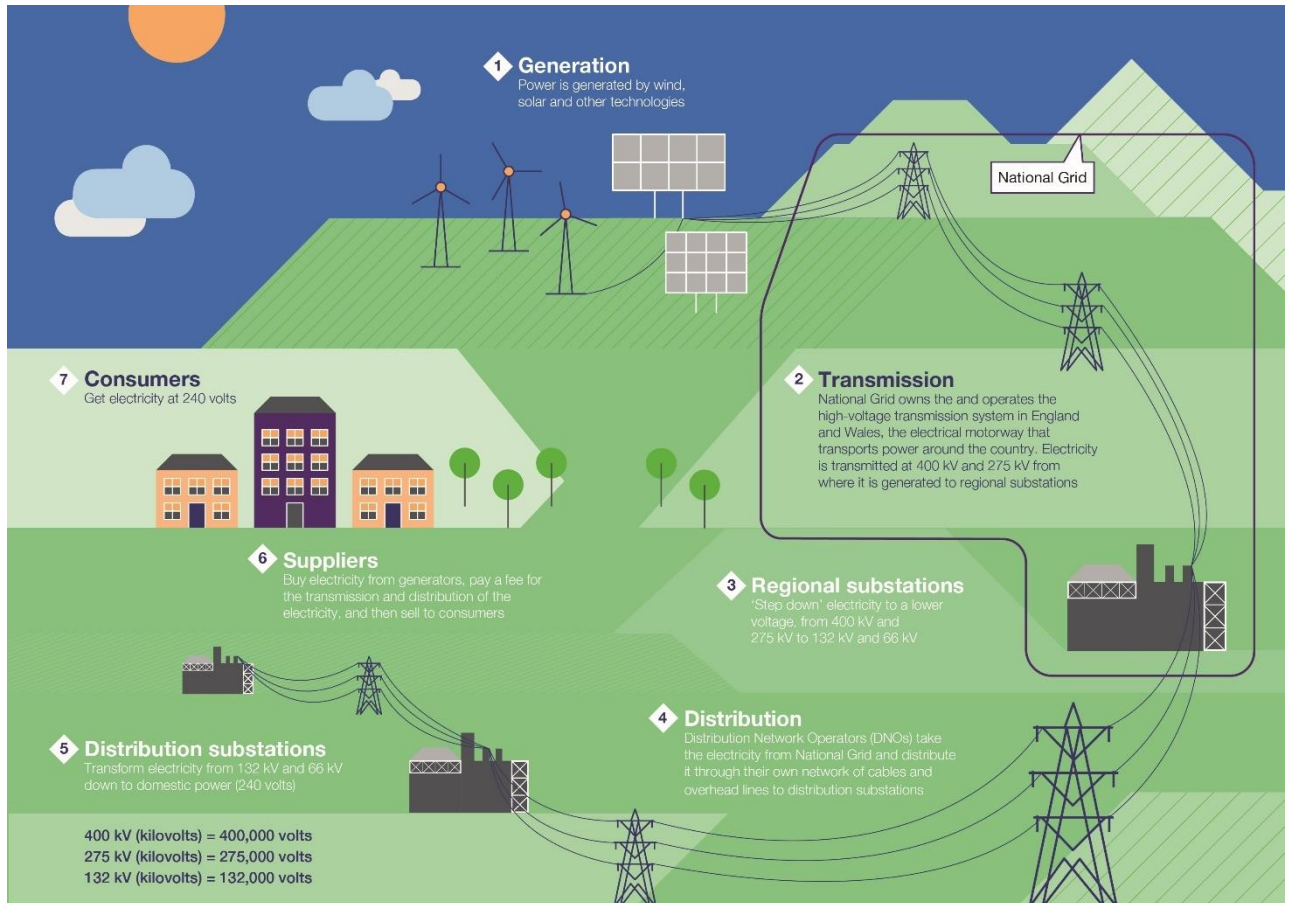 1 Generation
Power is generated by wind,
solar and other technologies
National Grid
2 Transmission
National Grid owns the and operates the
high-voltage transmission system in England
and Wales, the electrical motorway that
transports power around the country. Electricity
is transmitted at 400 kV and 275 kV from
where it is generated to regional substations
3 Regional substations
‘Step down’ electricity to a lower
voltage, from 400 kV and
275 kV to 132 kV and 66 kV
4 Distribution
Distribution Network Operators (DNOs) take
the electricity from National Grid and distribute
it through their own network of cables and
overhead lines to distribution substations
5 Distribution substations
Transform electricity from 132 kV and 66 kV
down to domestic power (240 volts)
400 kV (kilovolts) = 400,000 volts
275 kV (kilovolts) = 275,000 volts
132 kV (kilovolts) = 132,000 volts
6 Suppliers
Buy electricity from generators, pay a fee for
the transmission and distribution of the
electricity, and then sell to consumers
7 Consumers
Get electricity at 240 volts